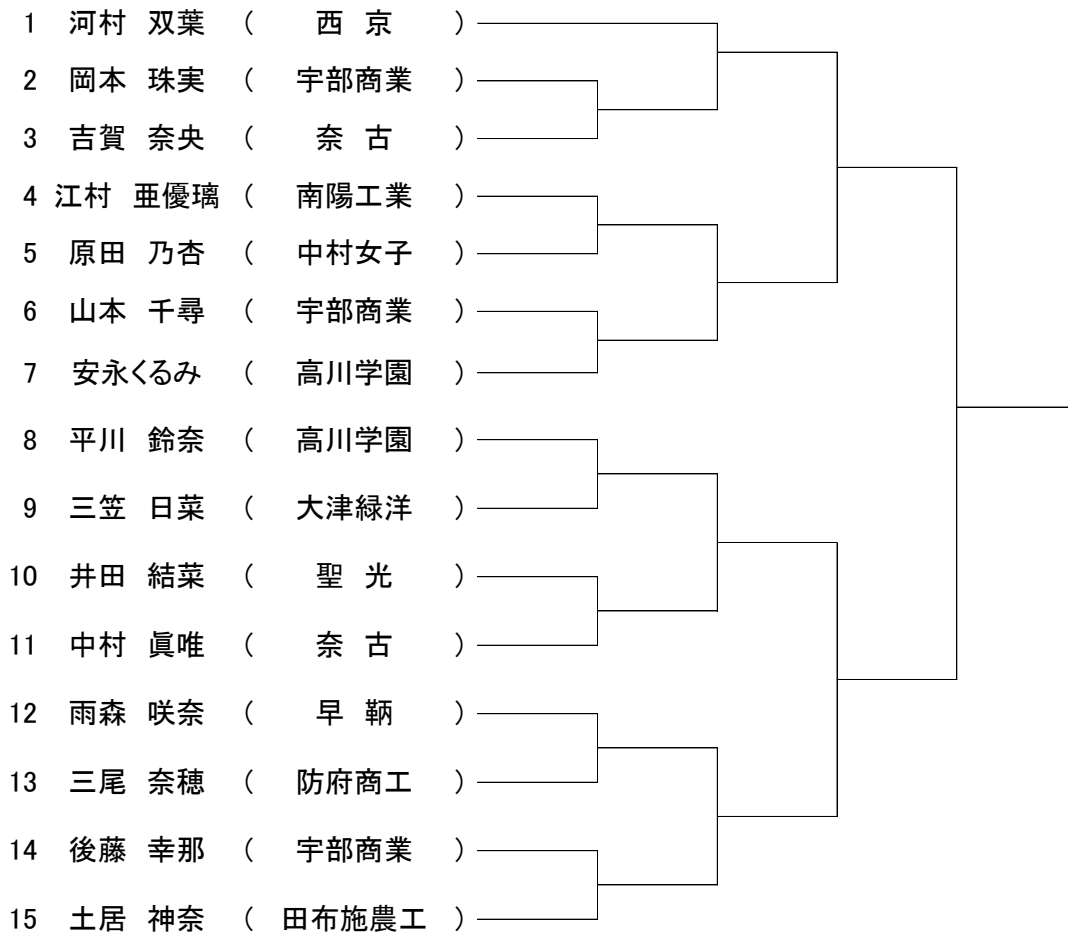 1 河村 双葉 ( 西 京 )
2 岡本 珠実 ( 宇部商業 )
3 吉賀 奈央 ( 奈 古 )
4 江村 亜優璃 ( 南陽工業 )
5 原田 乃杏 ( 中村女子 )
6 山本 千尋 ( 宇部商業 )
7 安永くるみ ( 高川学園 )
8 平川 鈴奈 ( 高川学園 )
9 三笠 日菜 ( 大津緑洋 )
10 井田 結菜 ( 聖 光 )
11 中村 眞唯 ( 奈 古 )
12 雨森 咲奈 ( 早 鞆 )
13 三尾 奈穂 ( 防府商工 )
14 後藤 幸那 ( 宇部商業 )
15 土居 神奈 ( 田布施農工 )